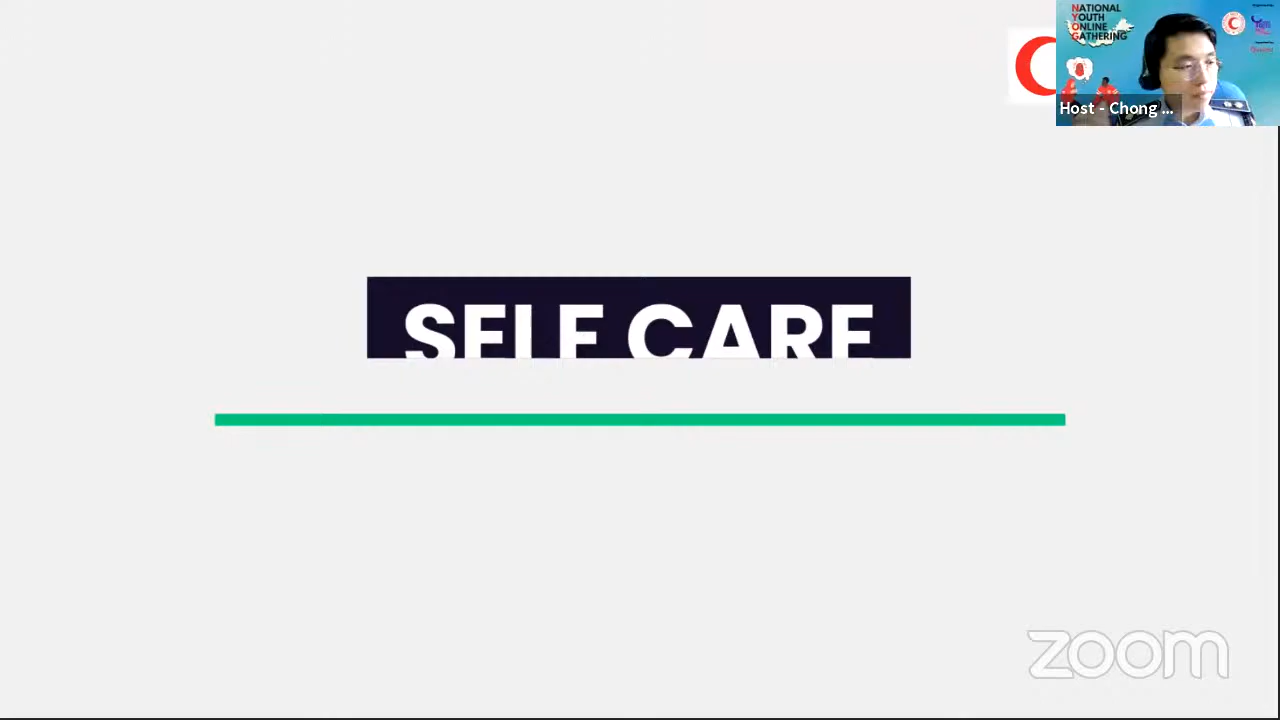 NATIONAL
YOUTH
ONLINE
GATHERING
Host - Chong ...
SELF CARE
zoom